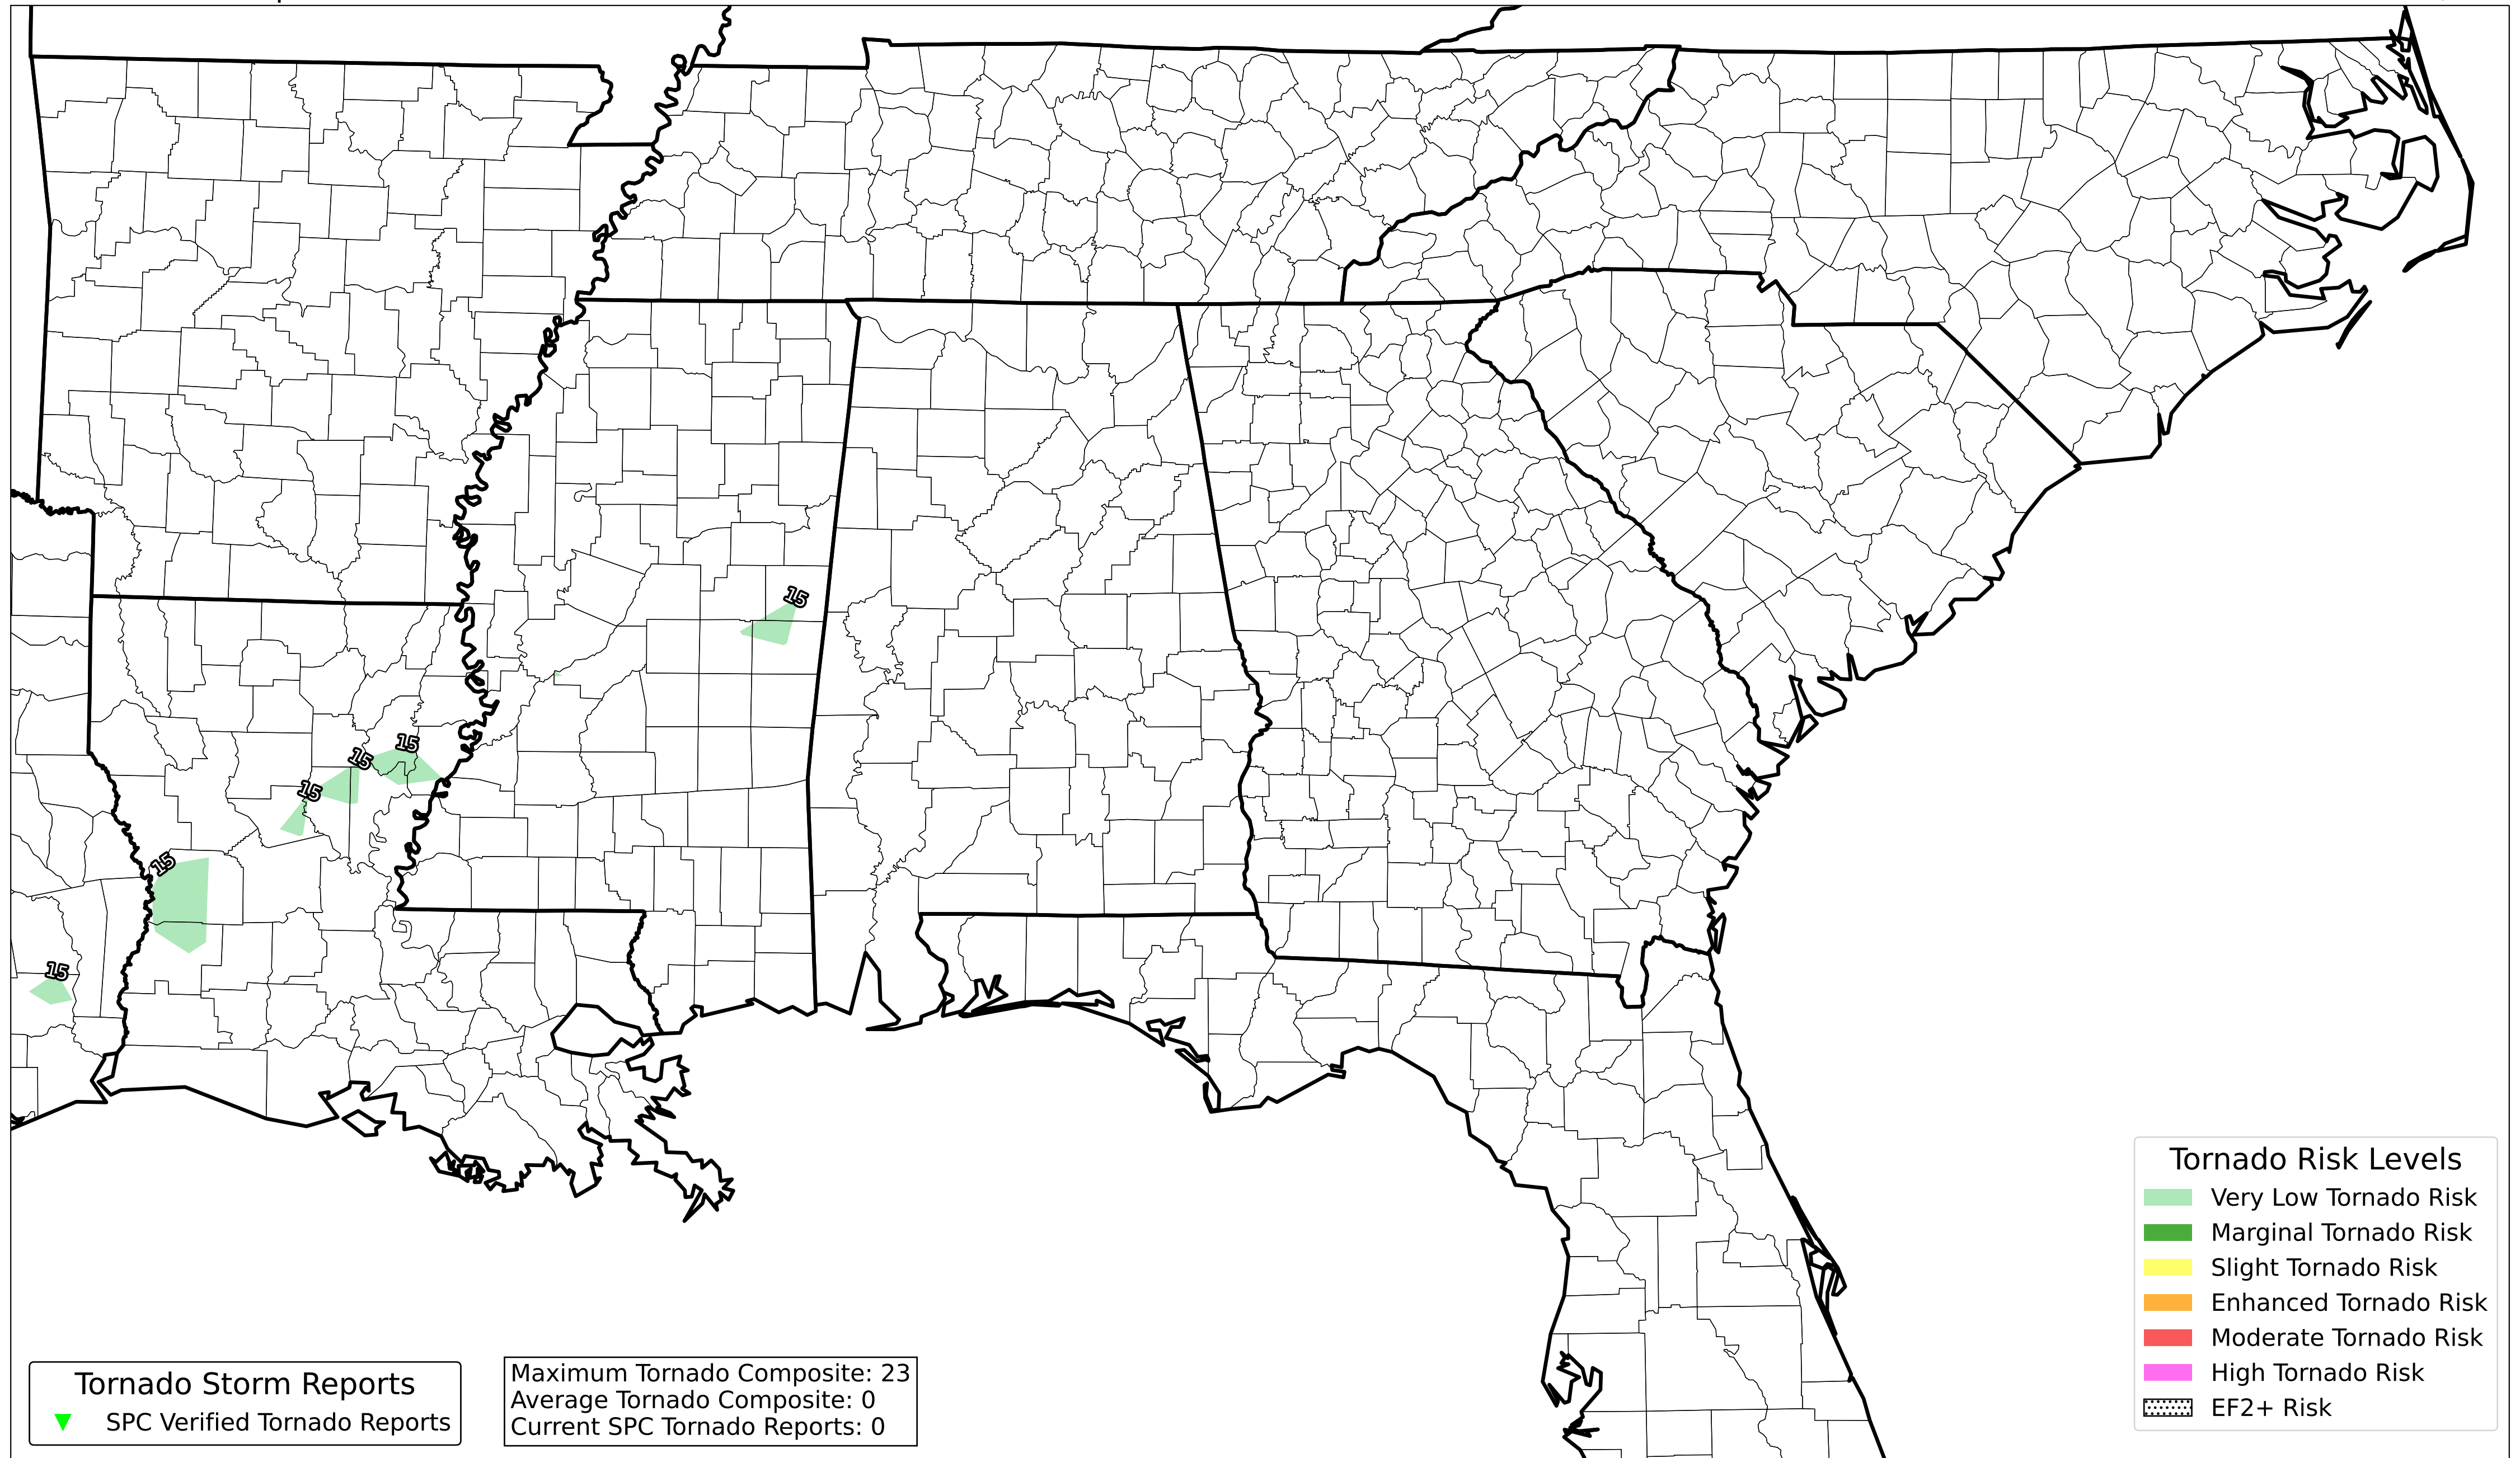 15
15
15
15
15
15
Tornado Risk Levels
Very Low Tornado Risk
Marginal Tornado Risk
Slight Tornado Risk
Enhanced Tornado Risk
Moderate Tornado Risk
High Tornado Risk
EF2+ Risk
Tornado Storm Reports
SPC Verified Tornado Reports
Maximum Tornado Composite: 23
Average Tornado Composite: 0
Current SPC Tornado Reports: 0